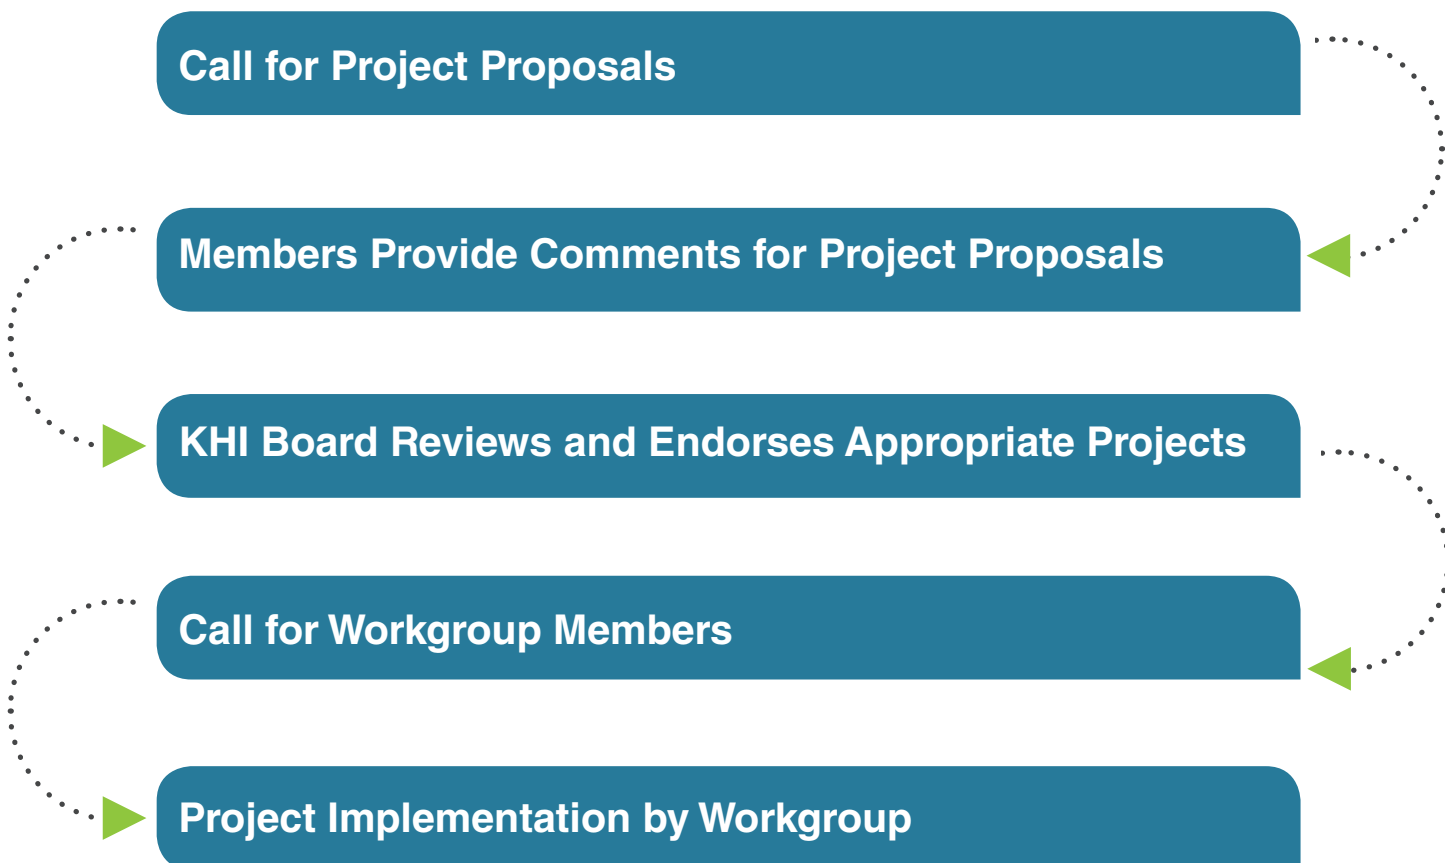 Call for Project Proposals
Members Provide Comments for Project Proposals
KHI Board Reviews and Endorses Appropriate Projects
Call for Workgroup Members
Project Implementation by Workgroup